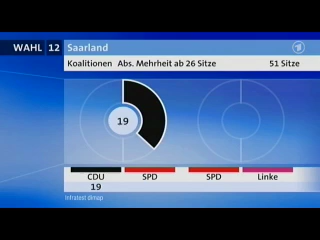 WAHL 12 Saarland
Koalitionen Abs. Mehrheit ab 26 Sitze 51 Sitze
19
CDU SPD SPD Linke
19
Infratest dimap